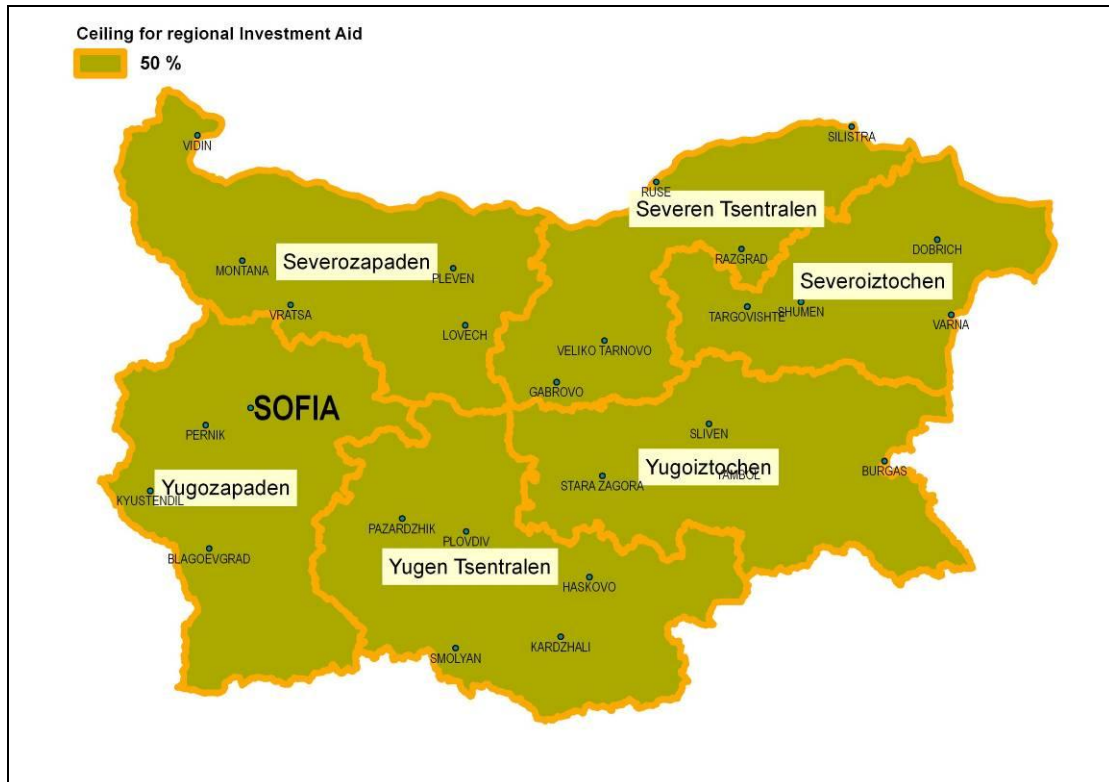 Ceiling for regional Investment Aid
50 %
VIDIN
SILISTRA
RUSE
Severen Tsentralen
DOBRICH
RAZGRAD
MONTANA
Severozapaden
PLEVEN
Severoiztochen
VRATSA
TARGOVISHTE
SHUMEN
VARNA
LOVECH
VELIKO TARNOVO
GABROVO
SOFIA
PERNIK
SLIVEN
Yugoiztochen
BURGAS
YAMBOL
STARA ZAGORA
Yugozapaden
KYUSTENDIL
PAZARDZHIK
PLOVDIV
BLAGOEVGRAD
Yugen Tsentralen
HASKOVO
KARDZHALI
SMOLYAN